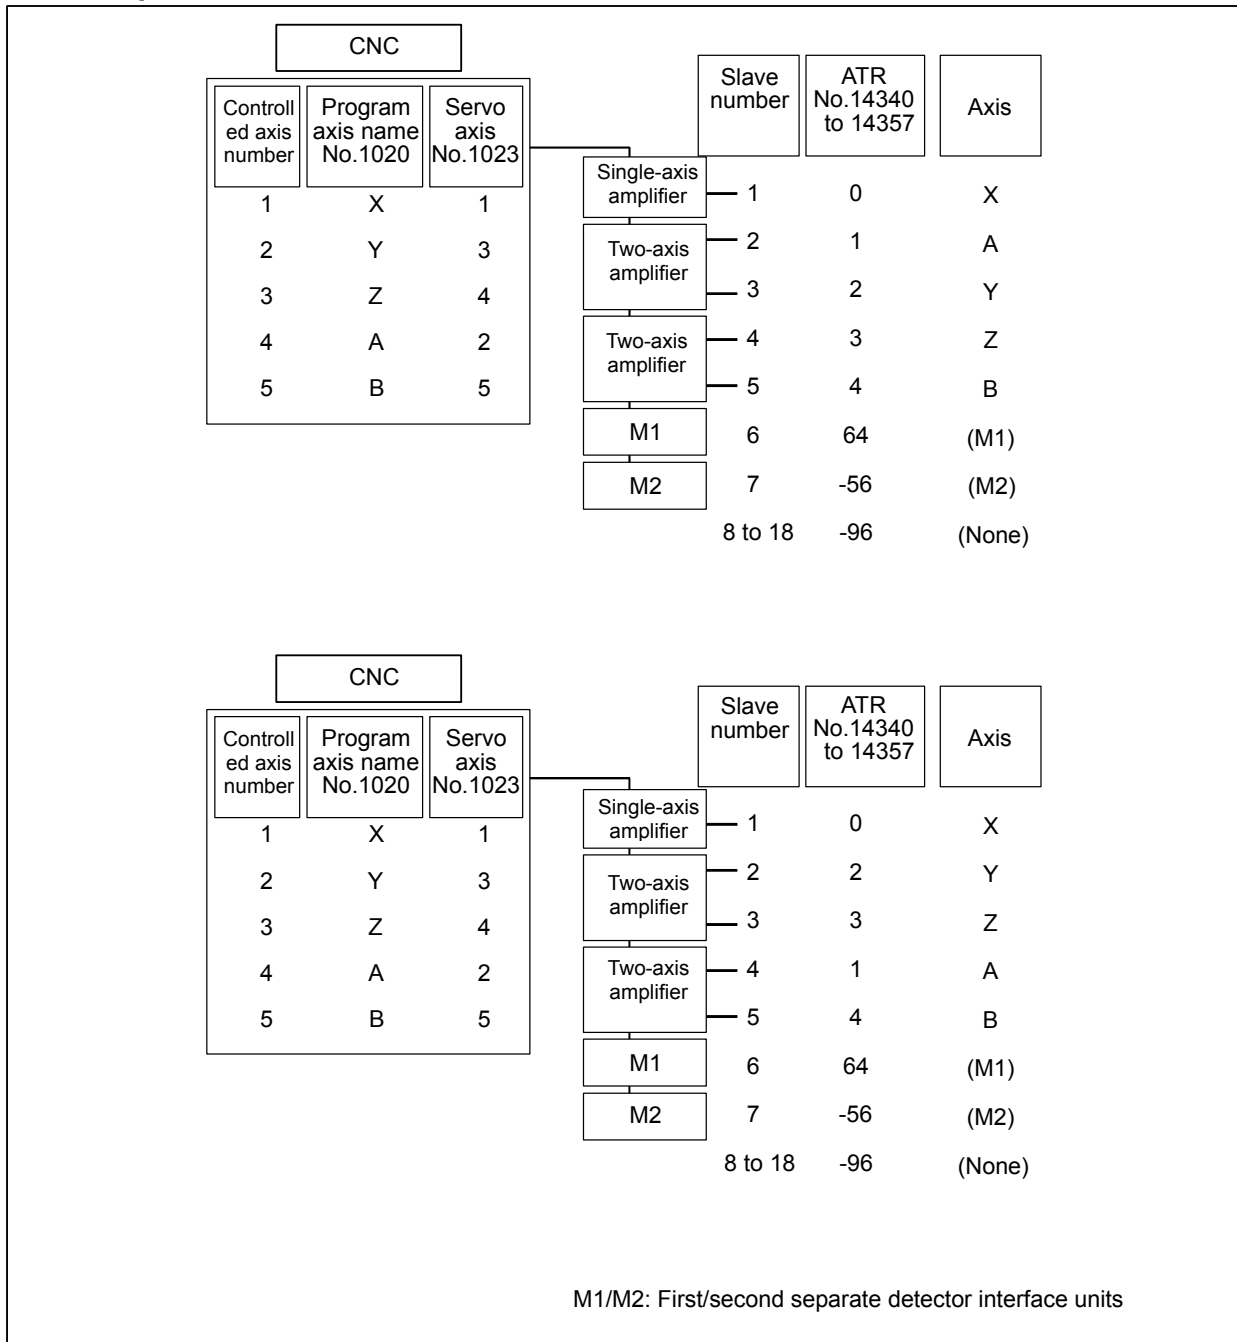 CNC
Controll
ed axis
number
Program
axis name
No.1020
Servo
axis
No.1023
1 X 1
2 Y 3
3 Z 4
4 A 2
5 B 5
Slave
number
ATR
No.14340
to 14357
Axis
Single-axis
amplifier
1 0 X
Two-axis
amplifier
2 1 A
3 2 Y
Two-axis
amplifier
4 3 Z
5 4 B
M1 6 64 (M1)
M2 7 -56 (M2)
8 to 18 -96 (None)
CNC
Controll
ed axis
number
Program
axis name
No.1020
Servo
axis
No.1023
1 X 1
2 Y 3
3 Z 4
4 A 2
5 B 5
Slave
number
ATR
No.14340
to 14357
Axis
Single-axis
amplifier
1 0 X
Two-axis
amplifier
2 2 Y
3 3 Z
Two-axis
amplifier
4 1 A
5 4 B
M1 6 64 (M1)
M2 7 -56 (M2)
8 to 18 -96 (None)
M1/M2: First/second separate detector interface units